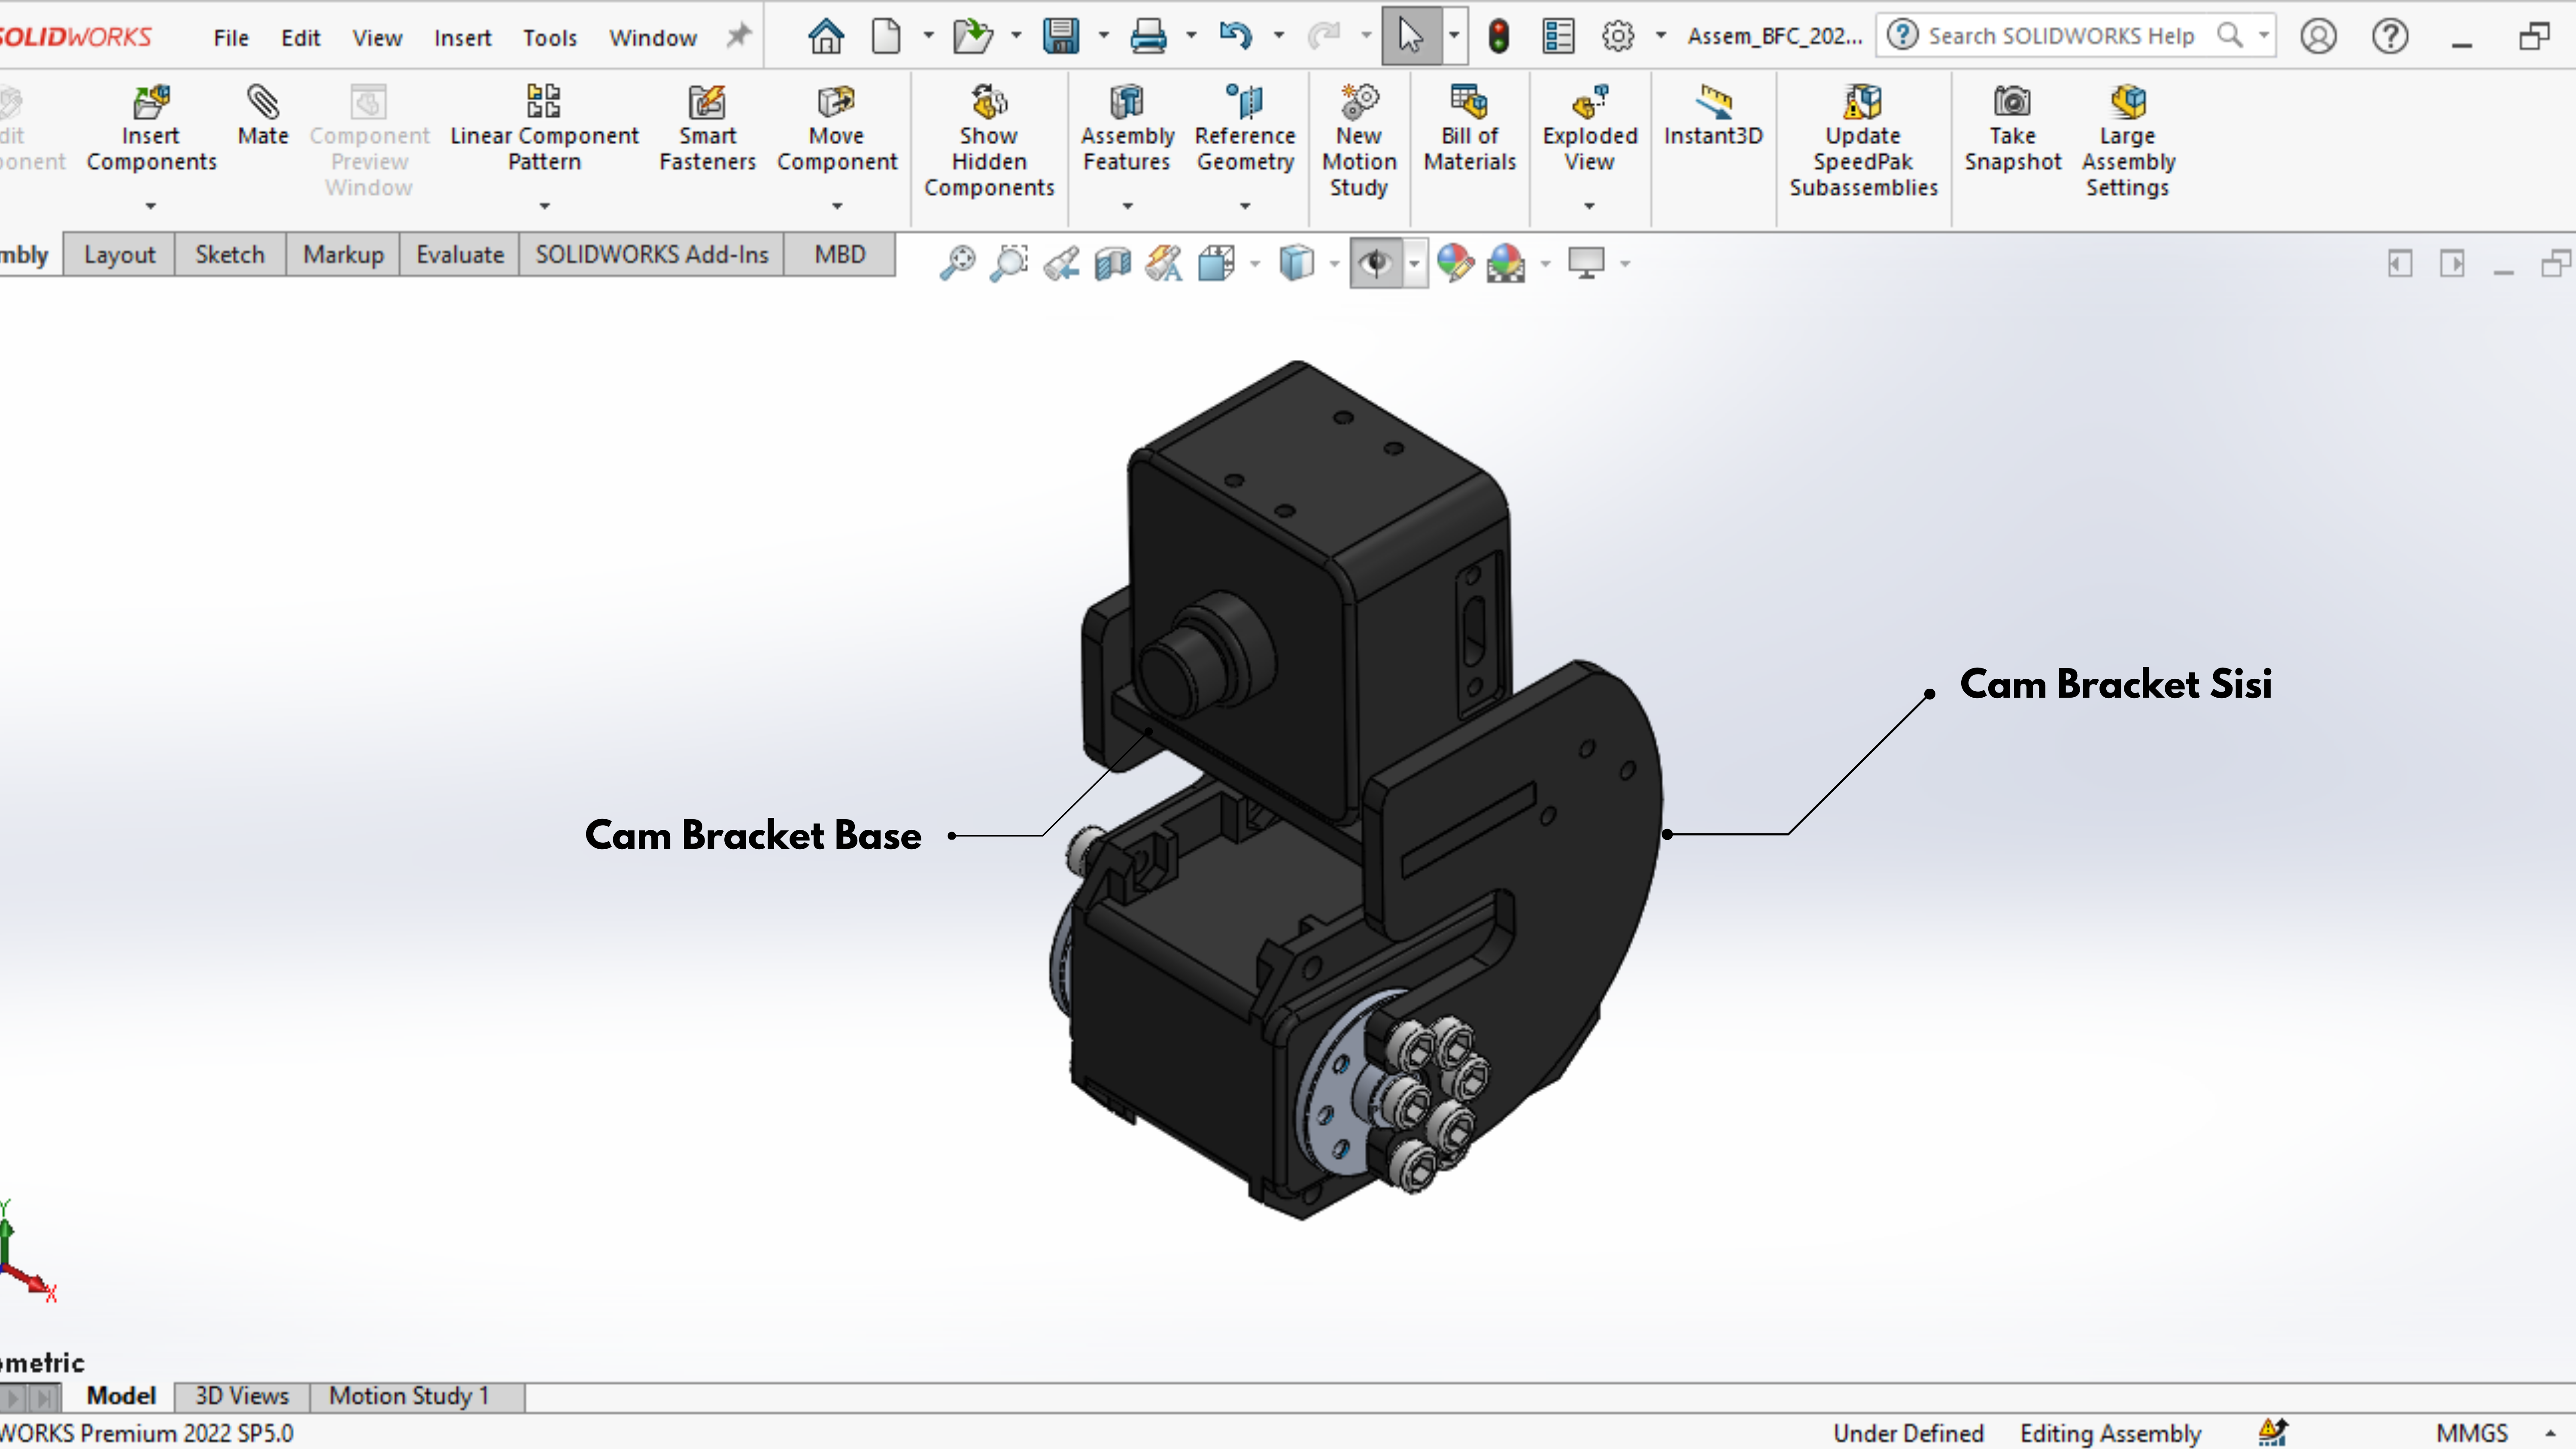 SOLIDWORKS File Edit View Insert Tools Window Assem_BFC_202... Search SOLIDWORKS Help
dit
ponent
Insert
Components
Mate
Component
Preview
Window
Linear Component
Pattern
Smart
Fasteners
Move
Component
Show
Hidden
Components
Assembly
Features
Reference
Geometry
New
Motion
Study
Bill of
Materials
Exploded
View
Instant3D
Update
SpeedPak
Subassemblies
Take
Snapshot
Large
Assembly
Settings
mbly Layout Sketch Markup Evaluate SOLIDWORKS Add-Ins MBD
Cam Bracket Sisi
Cam Bracket Base
Y
X
ometric
Model 3D Views Motion Study 1
WORKS Premium 2022 SP5.0 Under Defined Editing Assembly MMGS